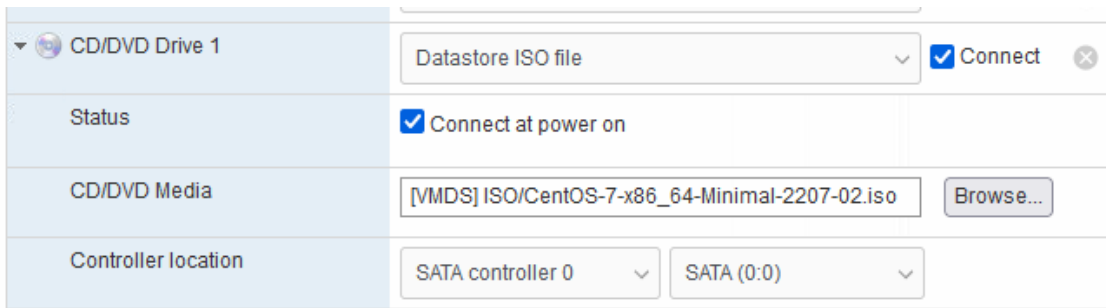 CD/DVD Drive 1
Datastore ISO file
Connect
Status
Connect at power on
CD/DVD Media
[VMDS] ISO/CentOS-7-x86_64-Minimal-2207-02.iso
Browse...
Controller location
SATA controller 0
SATA (0:0)